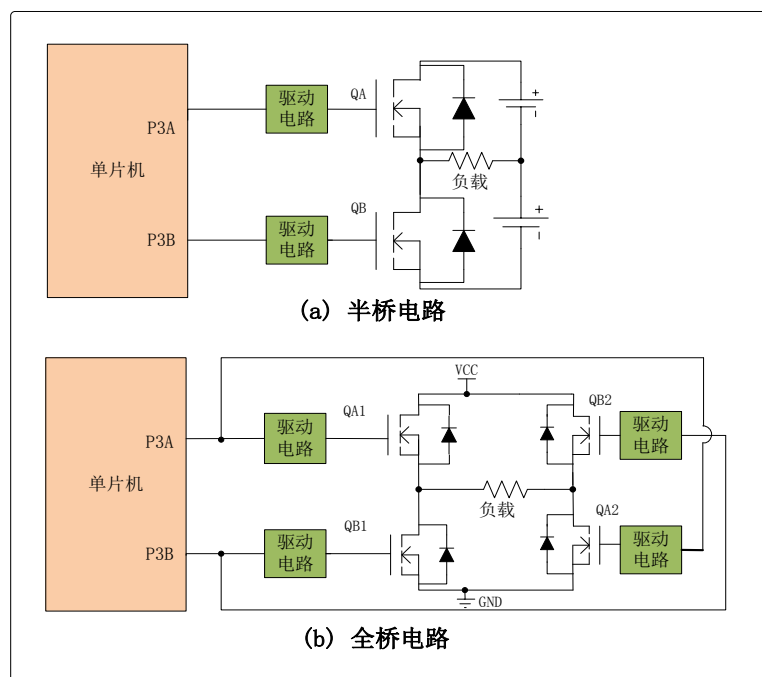 QA
驱动
电路
P3A
+
-
单片机
负载
QB
驱动
电路
P3B
+
-
(a) 半桥电路
VCC
QA1
QB2
驱动
电路
驱动
电路
P3A
单片机
负载
QB1
QA2
驱动
电路
驱动
电路
P3B
GND
(b) 全桥电路